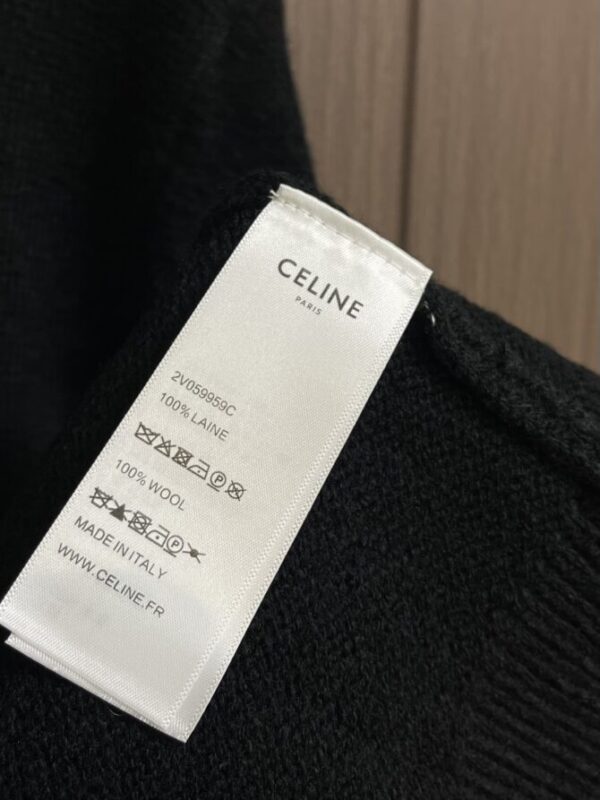 CELINE
PARIS
2V059959C
100% LAINE
100% WOOL
MADE IN ITALY
WWW.CELINE.FR